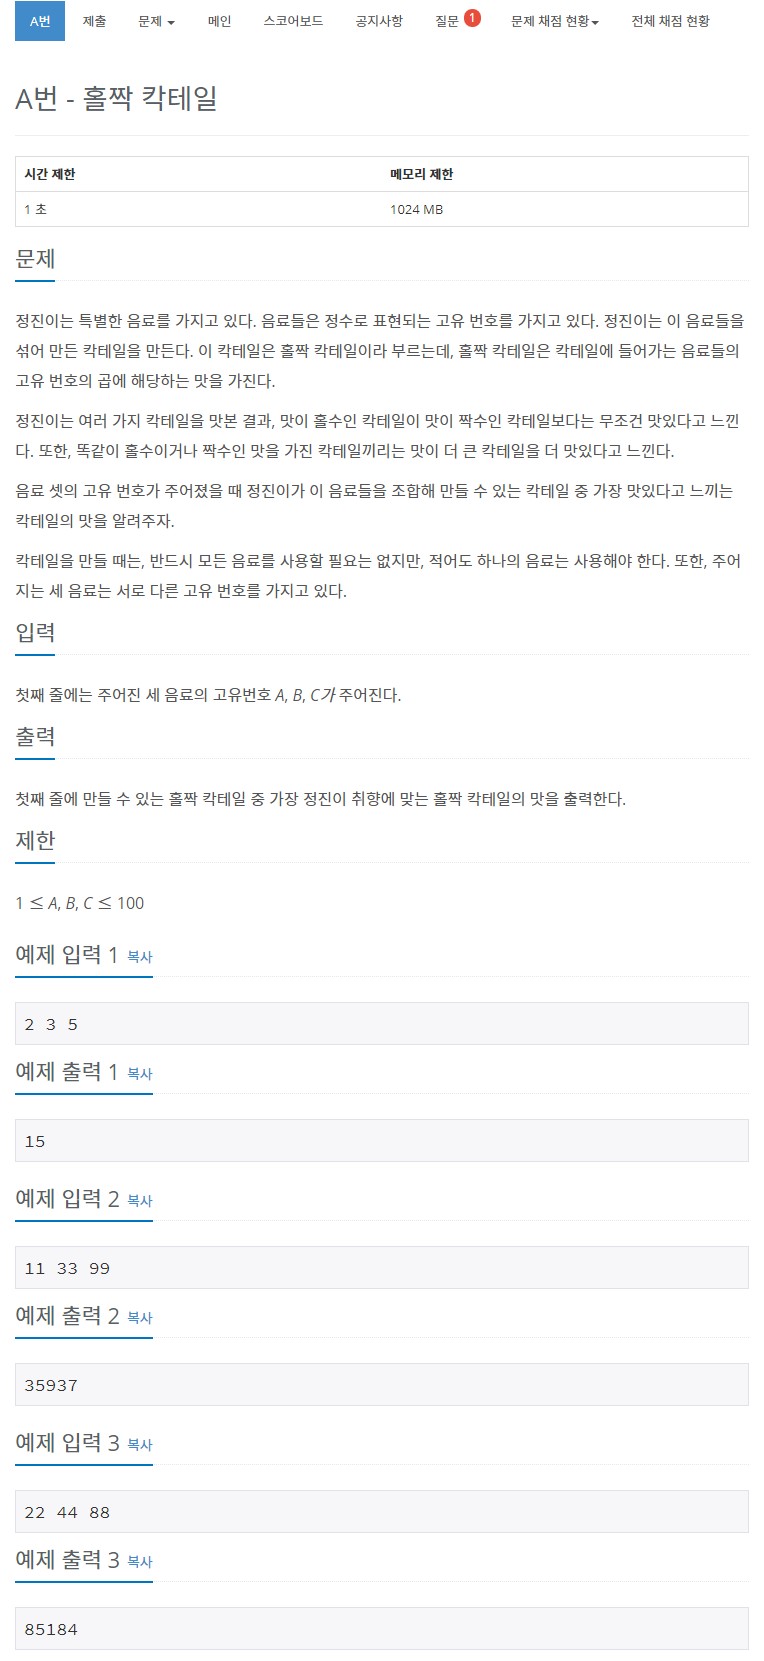 A번 제출 문제 메인 스코어보드 공지사항 질문 1 문제 채점 현황 전체 채점 현황
A번 - 홀짝 칵테일
시간 제한 메모리 제한
1 초 1024 MB
문제
정진이는 특별한 음료를 가지고 있다. 음료들은 정수로 표현되는 고유 번호를 가지고 있다. 정진이는 이 음료들을
섞어 만든 칵테일을 만든다. 이 칵테일은 홀짝 칵테일이라 부르는데, 홀짝 칵테일은 칵테일에 들어가는 음료들의
고유 번호의 곱에 해당하는 맛을 가진다.
정진이는 여러 가지 칵테일을 맛본 결과, 맛이 홀수인 칵테일이 맛이 짝수인 칵테일보다는 무조건 맛있다고 느낀
다. 또한, 똑같이 홀수이거나 짝수인 맛을 가진 칵테일끼리는 맛이 더 큰 칵테일을 더 맛있다고 느낀다.
음료 셋의 고유 번호가 주어졌을 때 정진이가 이 음료들을 조합해 만들 수 있는 칵테일 중 가장 맛있다고 느끼는
칵테일의 맛을 알려주자.
칵테일을 만들 때는, 반드시 모든 음료를 사용할 필요는 없지만, 적어도 하나의 음료는 사용해야 한다. 또한, 주어
지는 세 음료는 서로 다른 고유 번호를 가지고 있다.
입력
첫째 줄에는 주어진 세 음료의 고유번호 A, B, C가 주어진다.
출력
첫째 줄에 만들 수 있는 홀짝 칵테일 중 가장 정진이 취향에 맞는 홀짝 칵테일의 맛을 출력한다.
제한
1 ≤ A, B, C ≤ 100
예제 입력 1 복사
2 3 5
예제 출력 1 복사
15
예제 입력 2 복사
11 33 99
예제 출력 2 복사
35937
예제 입력 3 복사
22 44 88
예제 출력 3 복사
85184